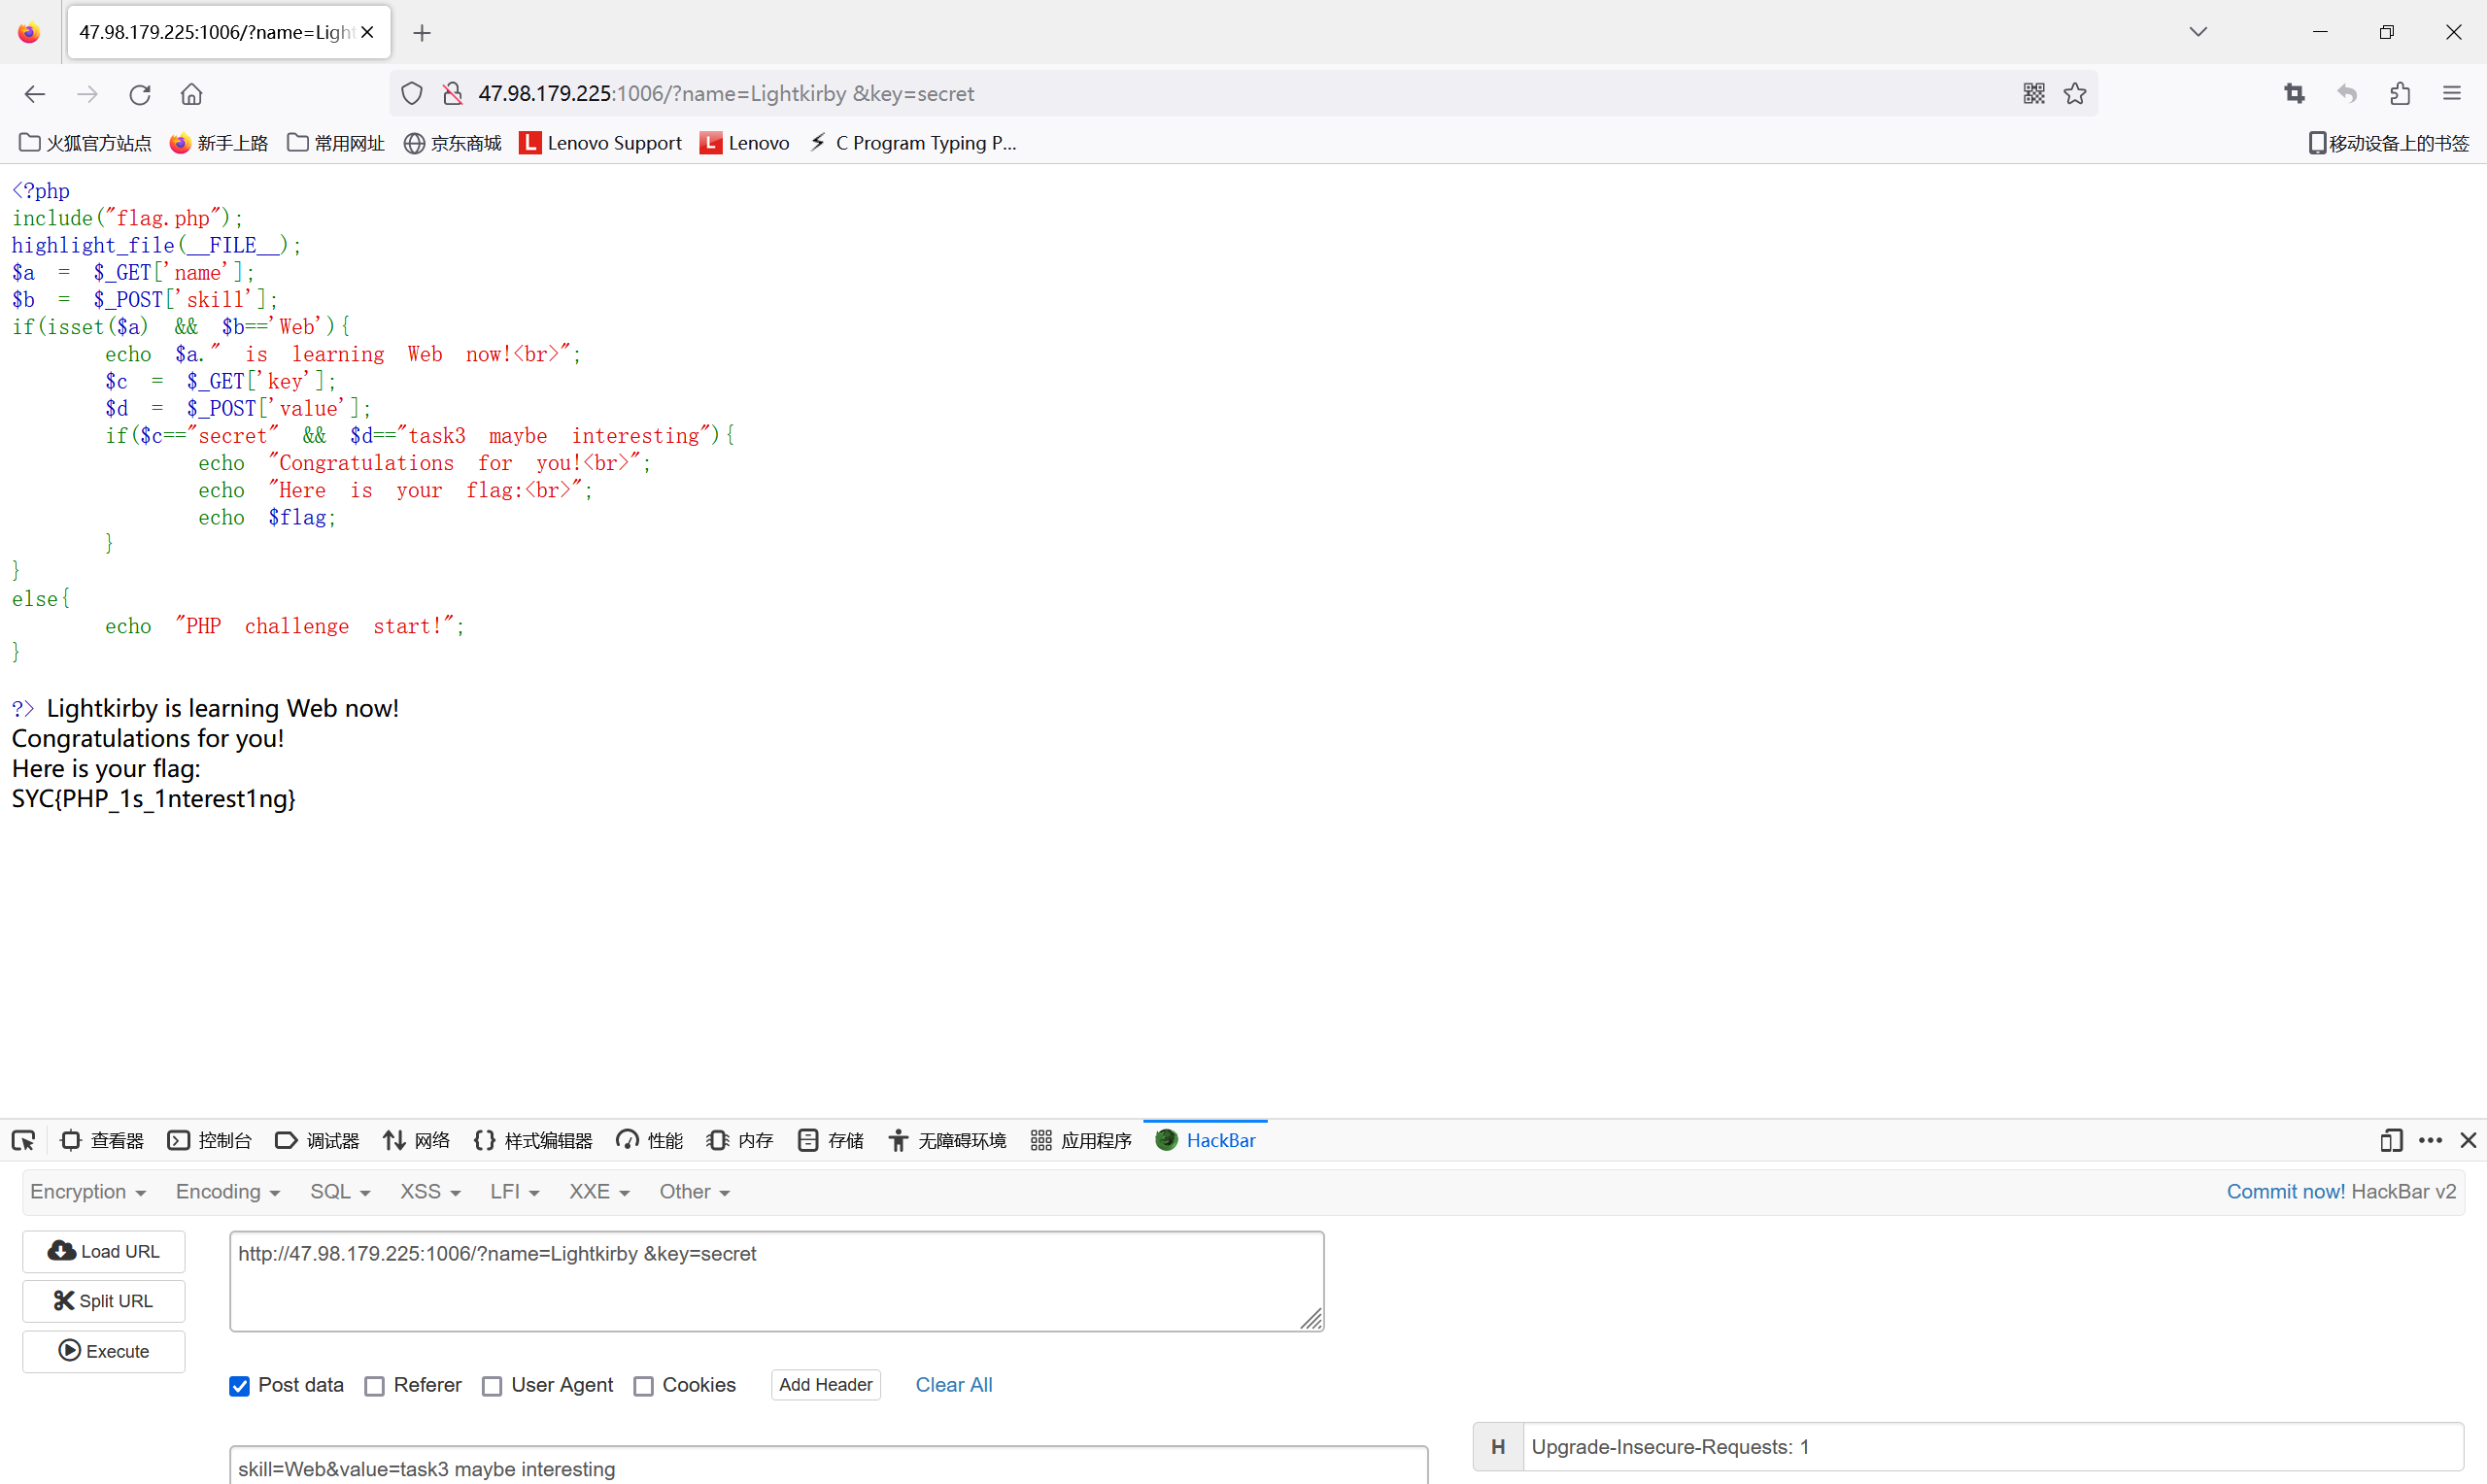 47.98.179.225:1006/?name=Light
47.98.179.225:1006/?name=Lightkirby &key=secret
火狐官方站点 新手上路 常用网址 京东商城 Lenovo Support Lenovo C Program Typing P... 移动设备上的书签
<?php
include("flag.php");
highlight_file(__FILE__);
$a = $_GET['name'];
$b = $_POST['skill'];
if(isset($a) && $b=='Web'){
echo $a." is learning Web now!<br>";
$c = $_GET['key'];
$d = $_POST['value'];
if($c=="secret" && $d=="task3 maybe interesting"){
echo "Congratulations for you!<br>";
echo "Here is your flag:<br>";
echo $flag;
}
}
else{
echo "PHP challenge start!";
}
?> Lightkirby is learning Web now!
Congratulations for you!
Here is your flag:
SYC{PHP_1s_1nterest1ng}
查看器 控制台 调试器 网络 样式编辑器 性能 内存 存储 无障碍环境 应用程序 HackBar
Encryption Encoding SQL XSS LFI XXE Other Commit now! HackBar v2
Load URL http://47.98.179.225:1006/?name=Lightkirby &key=secret
Split URL
Execute
Post data Referer User Agent Cookies Add Header Clear All
H Upgrade-Insecure-Requests: 1
skill=Web&value=task3 maybe interesting